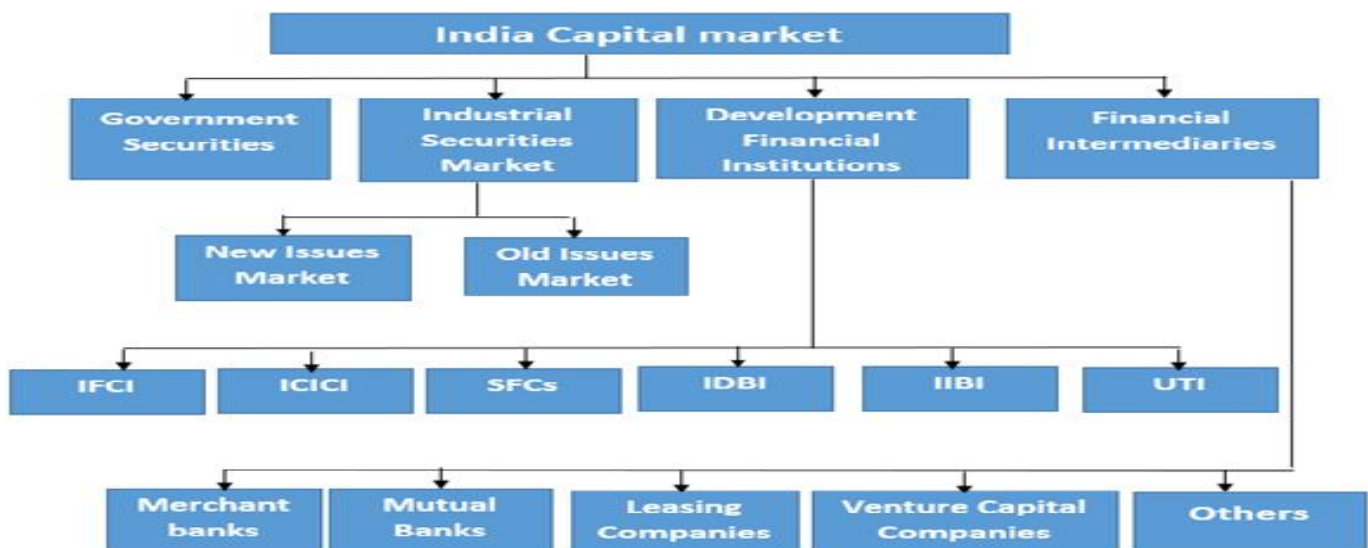 India Capital market
Government
Securities
Industrial
Securities
Market
Development
Financial
Institutions
Financial
Intermediaries
New Issues
Market
Old Issues
Market
IFCI
ICICI
SFCs
IDBI
IIBI
UTI
Merchant
banks
Mutual
Banks
Leasing
Companies
Venture Capital
Companies
Others